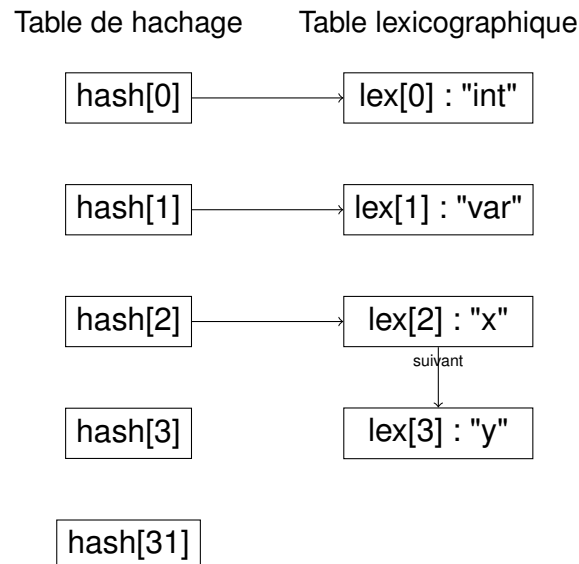 Table de hachage Table lexicographique
hash[0] lex[0] : "int"
hash[1] lex[1] : "var"
hash[2] lex[2] : "x"
suivant
hash[3] lex[3] : "y"
hash[31]